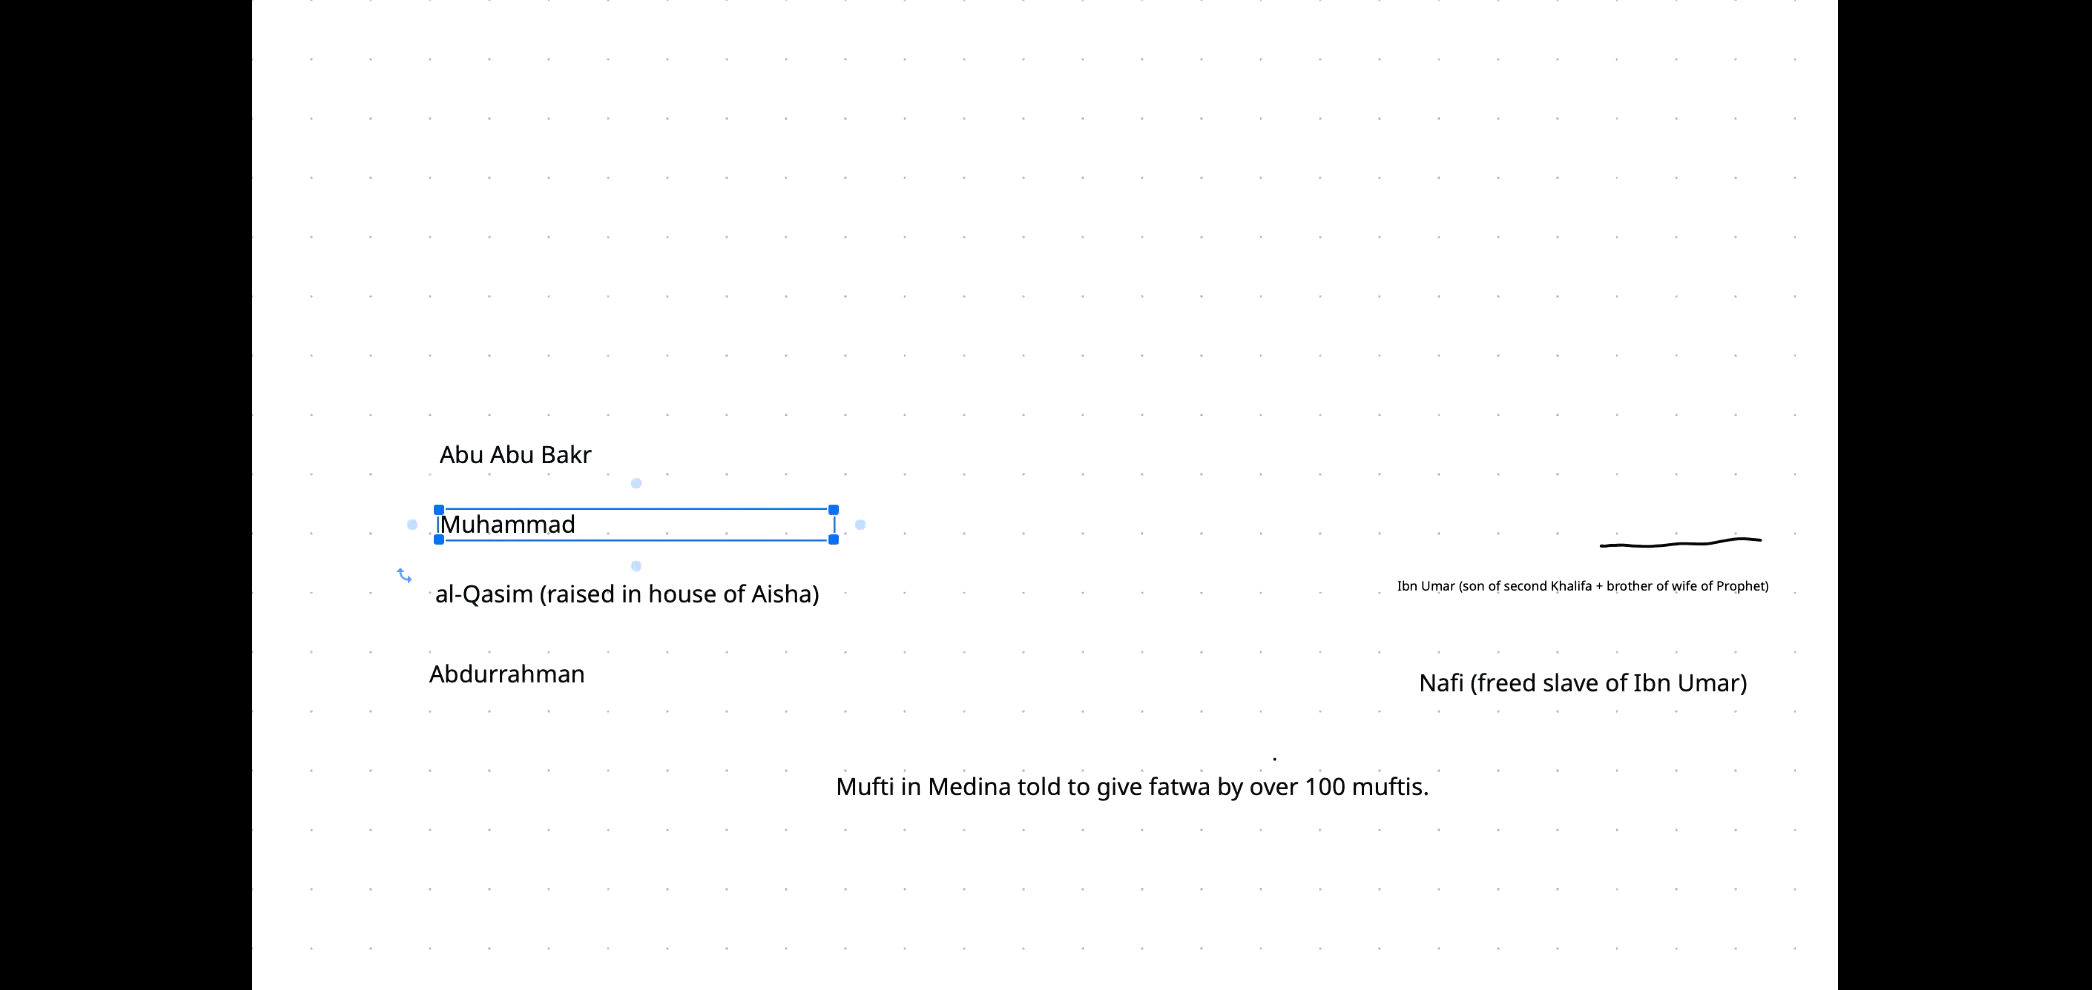 Abu Abu Bakr
Muhammad
al-Qasim (raised in house of Aisha)
Ibn Umar (son of second Khalifa + brother of wife of Prophet)
Abdurrahman
Nafi (freed slave of Ibn Umar)
Mufti in Medina told to give fatwa by over 100 muftis.